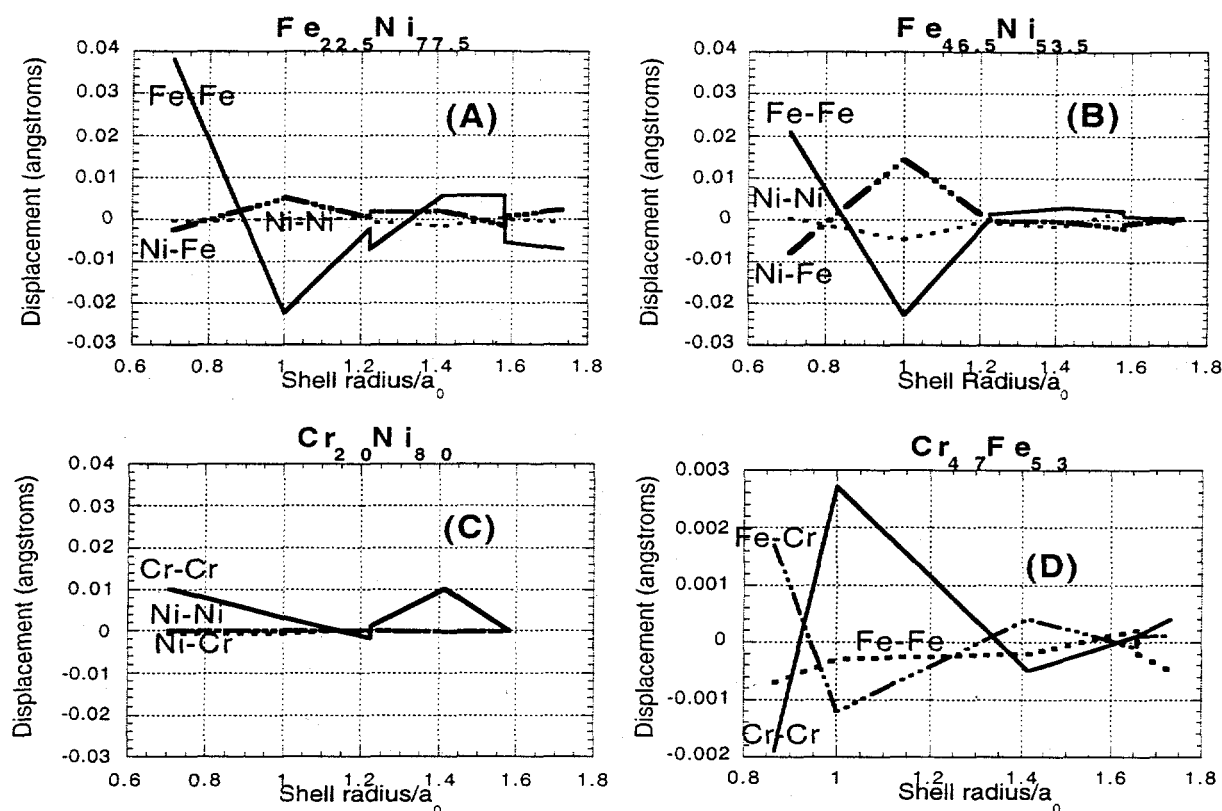 Fe22.5Ni77.5
Displacement (angstroms)
0.04
0.03
0.02
0.01
0
-0.01
-0.02
-0.03
Fe-Fe
(A)
Ni-Ni
Ni-Fe
0.6 0.8 1 1.2 1.4 1.6 1.8
Shell radius/a0
Fe46.5Ni53.5
Displacement (angstroms)
0.04
0.03
0.02
0.01
0
-0.01
-0.02
-0.03
Fe-Fe
(B)
Ni-Ni
Ni-Fe
0.6 0.8 1 1.2 1.4 1.6 1.8
Shell Radius/a0
Cr20Ni80
Displacement (angstroms)
0.04
0.03
0.02
0.01
0
-0.01
-0.02
-0.03
(C)
Cr-Cr
Ni-Ni
Ni-Cr
0.6 0.8 1 1.2 1.4 1.6 1.8
Shell radius/a0
Cr47Fe53
Displacement (angstroms)
0.003
0.002
0.001
0
-0.001
-0.002
Fe-Cr
(D)
Fe-Fe
Cr-Cr
0.8 1 1.2 1.4 1.6 1.8
Shell radius/a0